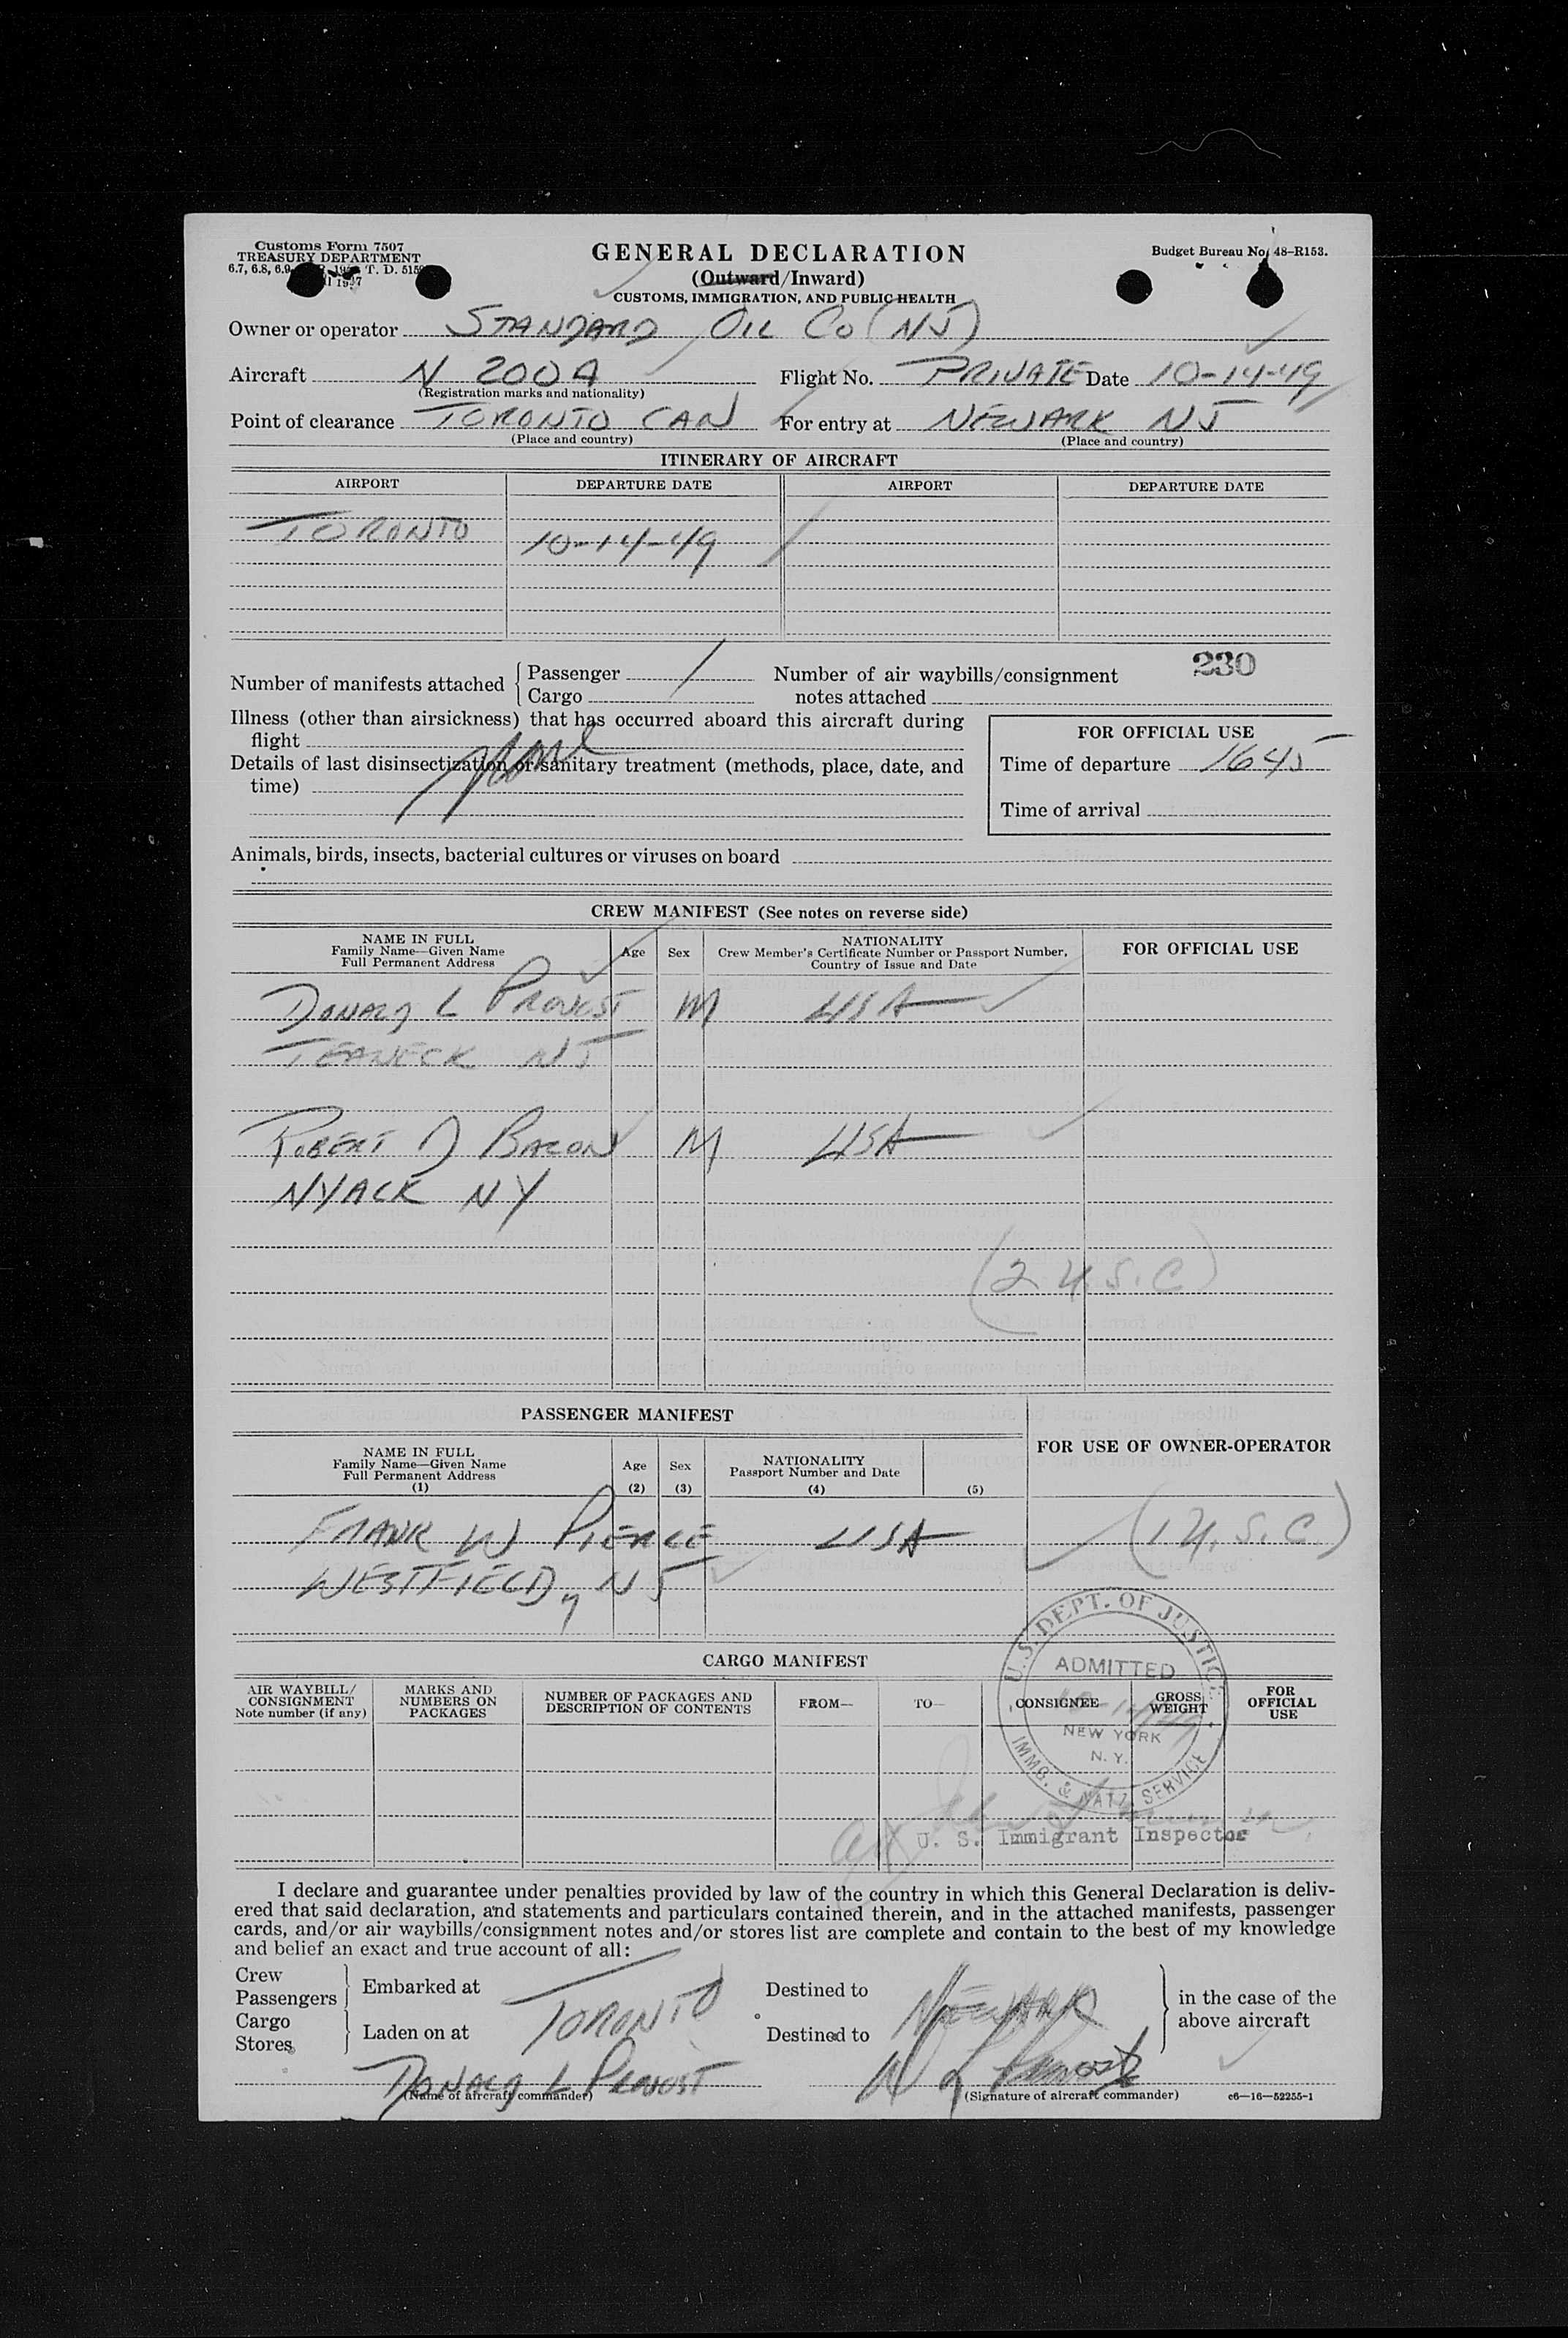 Customs Form 7507
TREASURY DEPARTMENT
GENERAL DECLARATION
(Outward/Inward)
CUSTOMS, IMMIGRATION, AND PUBLIC HEALTH
Budget Bureau No. 48–R153.
Owner or operator STANDARD OIL CO (NJ)
Aircraft N 2004 Flight No. PRIVATE Date 10-14-49
(Registration marks and nationality)
Point of clearance TORONTO CAN For entry at NEWARK NJ
(Place and country) (Place and country)
ITINERARY OF AIRCRAFT
AIRPORT DEPARTURE DATE AIRPORT DEPARTURE DATE
TORONTO 10-14-49
230
Number of manifests attached Passenger 1 Cargo
Number of air waybills/consignment notes attached
Illness (other than airsickness) that has occurred aboard this aircraft during
flight None
Details of last disinsectization or sanitary treatment (methods, place, date, and
time)
FOR OFFICIAL USE
Time of departure 1645
Time of arrival
Animals, birds, insects, bacterial cultures or viruses on board
CREW MANIFEST (See notes on reverse side)
NAME IN FULL
Family Name—Given Name
Full Permanent Address
Age
Sex
NATIONALITY
Crew Member's Certificate Number or Passport Number,
Country of Issue and Date
FOR OFFICIAL USE
DONALD L PROVOST M USA
TEANECK NJ
ROBERT D BACON M USA
NYACK NY
(2 U.S.C)
PASSENGER MANIFEST
FOR USE OF OWNER-OPERATOR
NAME IN FULL
Family Name—Given Name
Full Permanent Address
(1)
Age
(2)
Sex
(3)
NATIONALITY
Passport Number and Date
(4)
(5)
FRANK W PIERCE USA (1 U.S.C)
WESTFIELD, NJ
U.S. DEPT. OF JUSTICE
ADMITTED
10-14-49
NEW YORK
N. Y.
IMMG. & NATZ. SERVICE
CARGO MANIFEST
AIR WAYBILL/
CONSIGNMENT
Note number (if any)
MARKS AND
NUMBERS ON
PACKAGES
NUMBER OF PACKAGES AND
DESCRIPTION OF CONTENTS
FROM—
TO—
CONSIGNEE
GROSS
WEIGHT
FOR
OFFICIAL
USE
U. S. Immigrant Inspector
I declare and guarantee under penalties provided by law of the country in which this General Declaration is deliv-
ered that said declaration, and statements and particulars contained therein, and in the attached manifests, passenger
cards, and/or air waybills/consignment notes and/or stores list are complete and contain to the best of my knowledge
and belief an exact and true account of all:
Crew
Passengers Embarked at Destined to in the case of the
TORONTO NEWARK above aircraft
Cargo
Stores Laden on at Destined to
DONALD L PROVOST D L Provost
(Name of aircraft commander) (Signature of aircraft commander) c6—16—52255-1